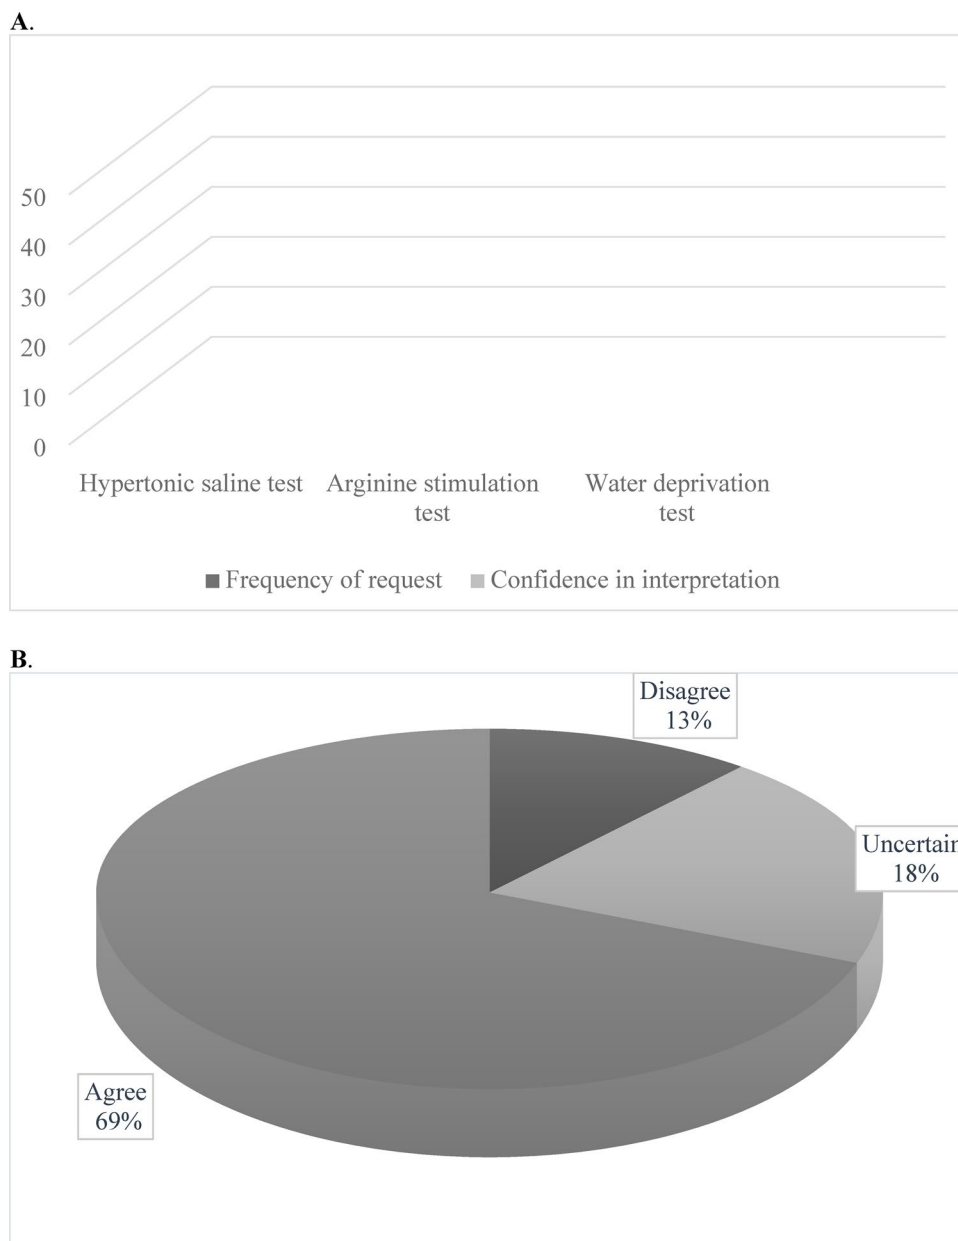 A.
50
40
30
20
10
0
Hypertonic saline test
Arginine stimulation
test
Water deprivation
test
Frequency of request
Confidence in interpretation
B.
Disagree
13%
Uncertain
18%
Agree
69%